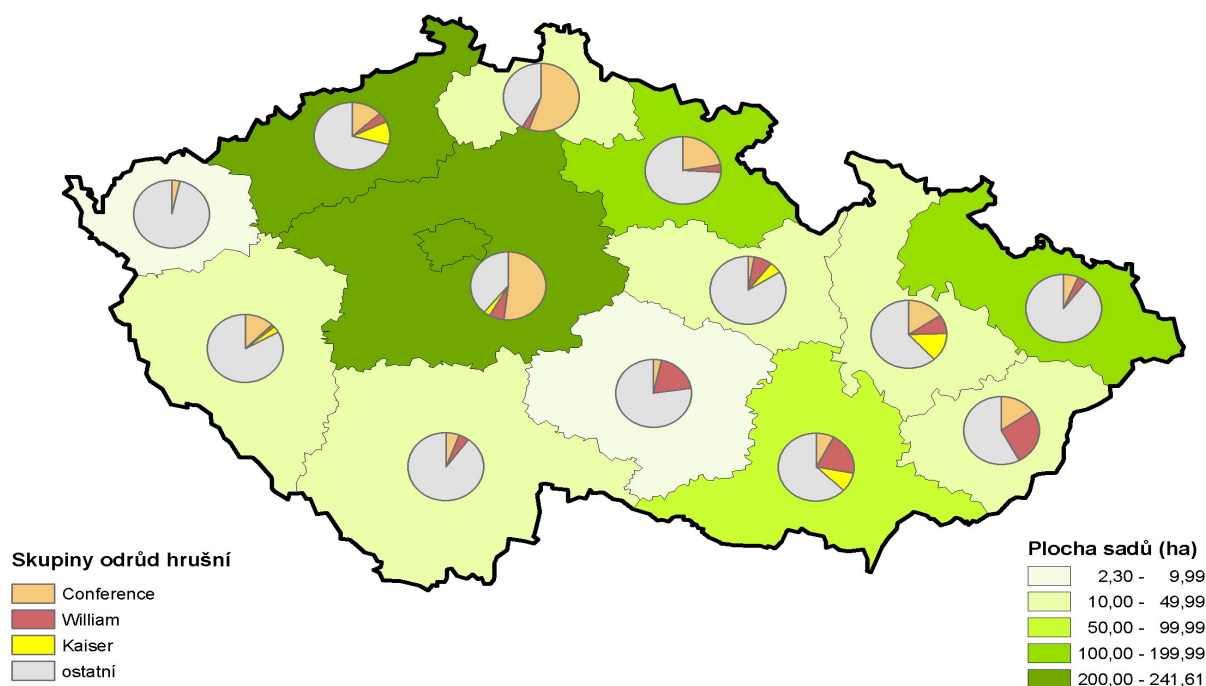 Skupiny odrůd hrušní
Conference
William
Kaiser
ostatní
Plocha sadů (ha)
2,30 - 9,99
10,00 - 49,99
50,00 - 99,99
100,00 - 199,99
200,00 - 241,61